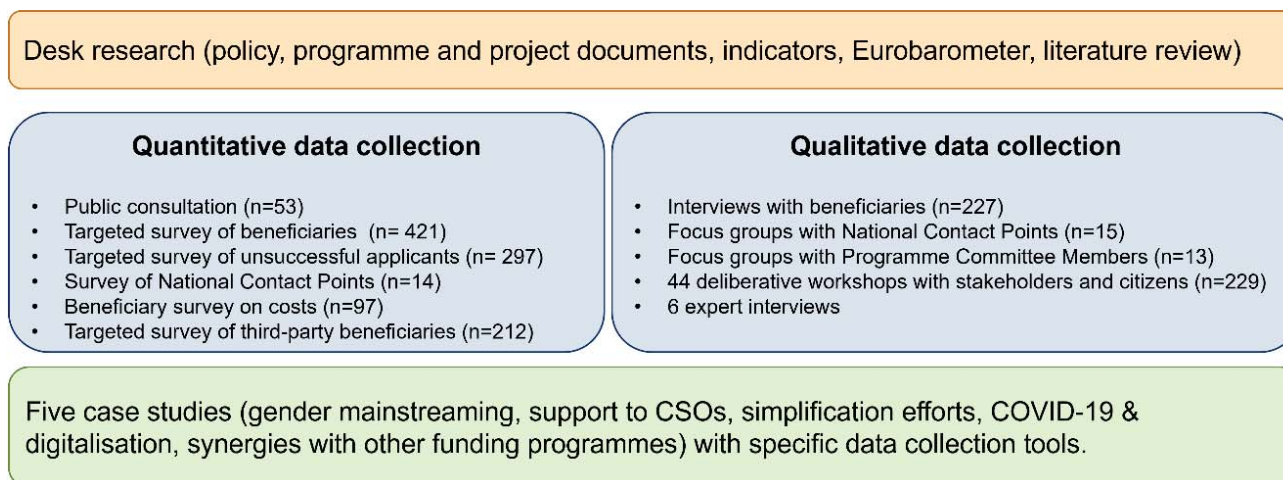 Desk research (policy, programme and project documents, indicators, Eurobarometer, literature review)
Quantitative data collection
• Public consultation (n=53)
• Targeted survey of beneficiaries (n= 421)
• Targeted survey of unsuccessful applicants (n= 297)
• Survey of National Contact Points (n=14)
• Beneficiary survey on costs (n=97)
• Targeted survey of third-party beneficiaries (n=212)
Qualitative data collection
• Interviews with beneficiaries (n=227)
• Focus groups with National Contact Points (n=15)
• Focus groups with Programme Committee Members (n=13)
• 44 deliberative workshops with stakeholders and citizens (n=229)
• 6 expert interviews
Five case studies (gender mainstreaming, support to CSOs, simplification efforts, COVID-19 &
digitalisation, synergies with other funding programmes) with specific data collection tools.